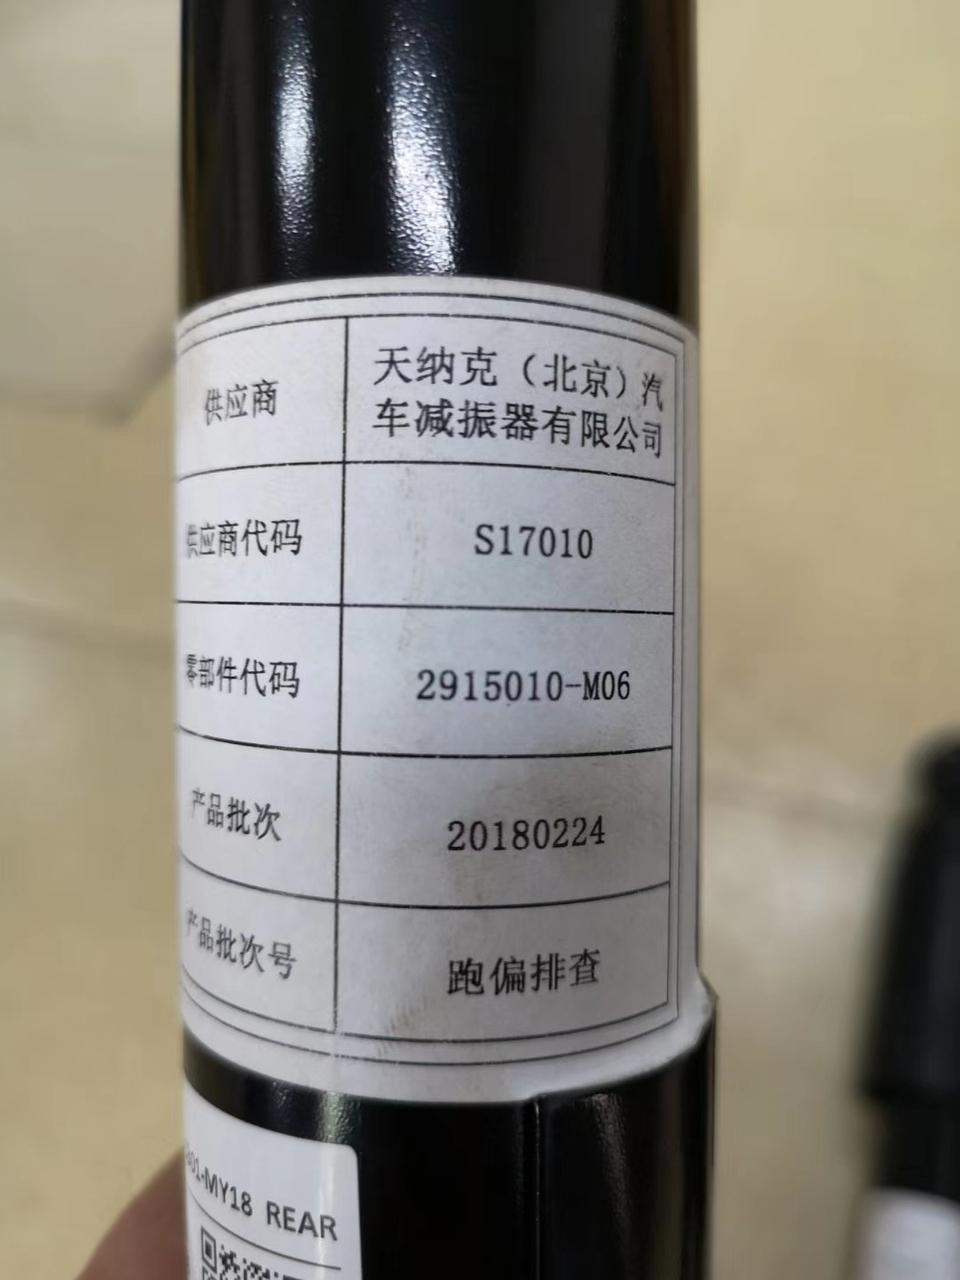 供应商
天纳克（北京）汽
车减振器有限公司
供应商代码
S17010
零部件代码
2915010-M06
产品批次
20180224
产品批次号
跑偏排查
01-MY18 REAR